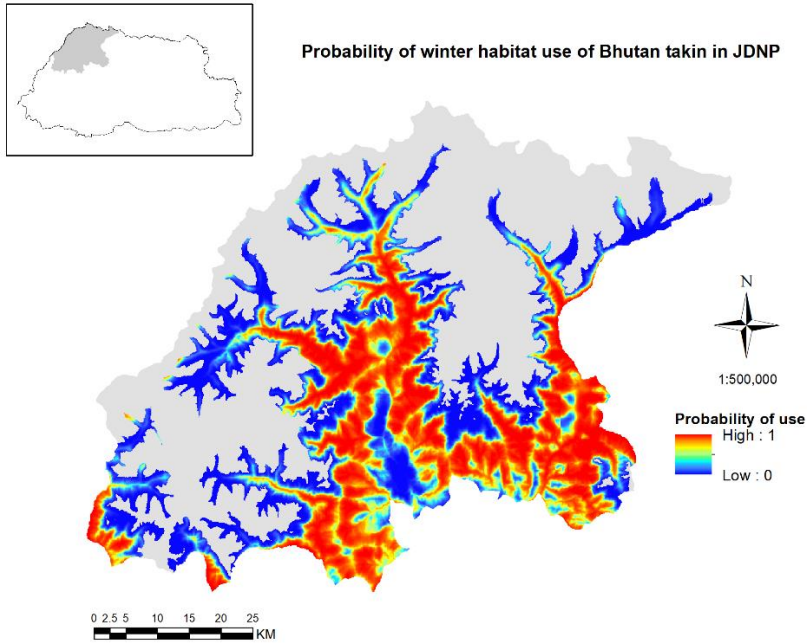 Probability of winter habitat use of Bhutan takin in JDNP
N
1:500,000
Probability of use
High : 1
Low : 0
0 2.5 5 10 15 20 25
KM